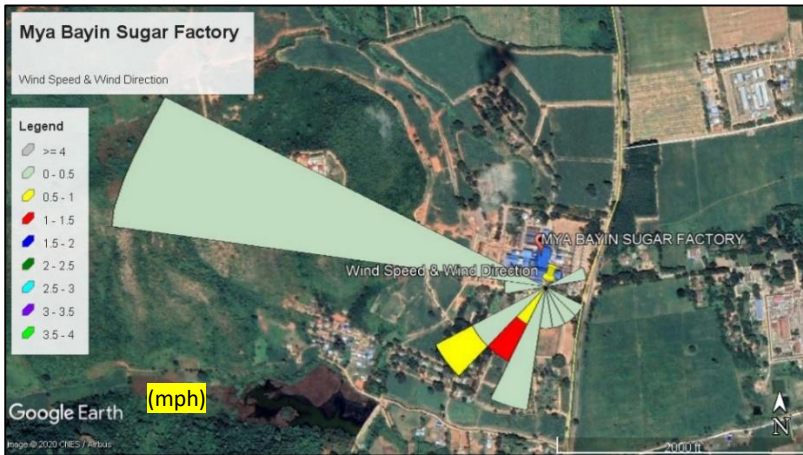 Mya Bayin Sugar Factory
Wind Speed & Wind Direction
Legend
>= 4
0 - 0.5
0.5 - 1
1 - 1.5
1.5 - 2
2 - 2.5
2.5 - 3
3 - 3.5
3.5 - 4
MYA BAYIN SUGAR FACTORY
Wind Speed & Wind Direction
(mph)
Google Earth
Image © 2020 CNES / Airbus
N
2000 ft